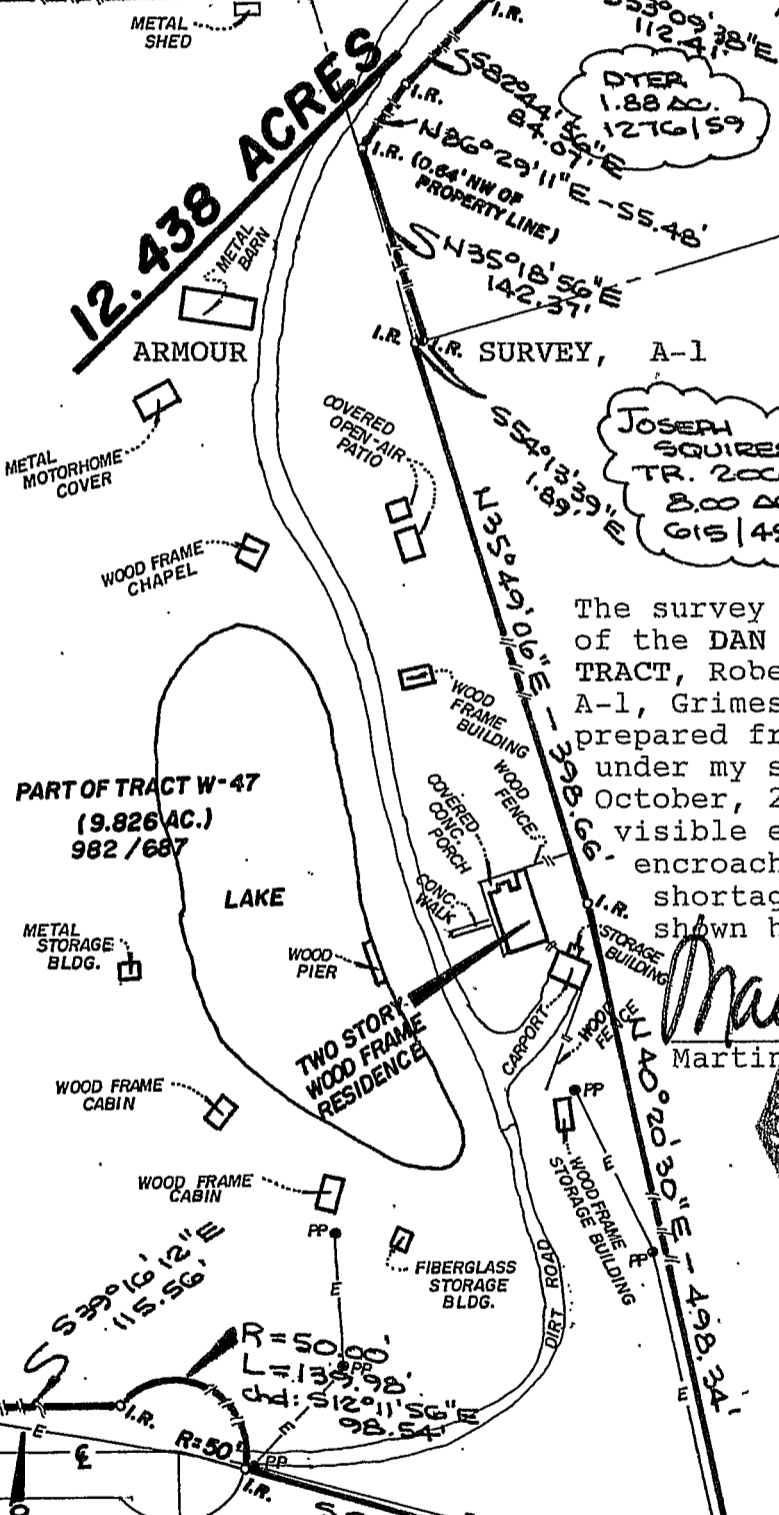 METAL
SHED
I.R.
S53°09'38"E
112.41'
12.438 ACRES
I.R.
S82°44'56"E
84.07'
DYER
1.88 AC.
1276/59
N86°29'11"E - 55.48'
I.R. (0.64' NW OF
PROPERTY LINE)
N35°18'56"E
142.37'
METAL
BARN
ARMOUR
I.R.
I.R.
SURVEY, A-1
S54°13'39"E
1.89'
METAL
MOTORHOME
COVER
COVERED
OPEN-AIR
PATIO
JOSEPH
SQUIRES
TR.
8.00
615/
WOOD FRAME
CHAPEL
N35°49'06"E - 398.66'
The survey
of the DAN
TRACT, Robe
A-1, Grimes
prepared fr
under my s
October, 2
visible e
encroach
shortag
shown h
WOOD
FRAME
BUILDING
WOOD
FENCE
PART OF TRACT W-47
(9.826 AC.)
982/687
COVERED
CONC.
PORCH
CONC.
WALK
LAKE
I.R.
METAL
STORAGE
BLDG.
WOOD
PIER
STORAGE
BUILDING
Martin
TWO STORY
WOOD FRAME
RESIDENCE
CARPORT
WOOD
FENCE
N40°20'30"E - 498.34'
WOOD FRAME
CABIN
PP
E
WOOD FRAME
STORAGE BUILDING
WOOD FRAME
CABIN
PP
PP
E
FIBERGLASS
STORAGE
BLDG.
DIRT ROAD
S39°16'12"E
115.56'
R=50.00'
L=139.98'
Chd: S12°11'56"E
98.54'
PP
E
E
I.R.
E
R=50'
PP
I.R.